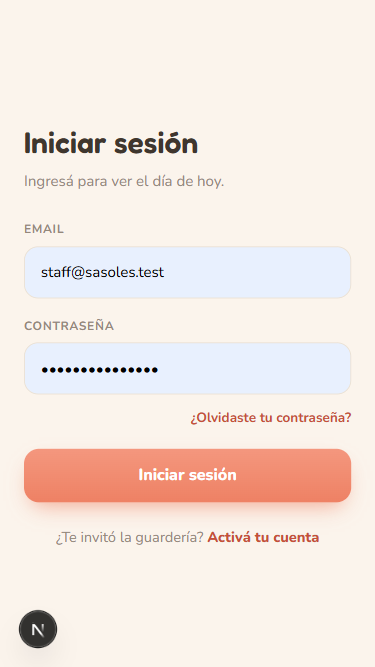 Iniciar sesión
Ingresá para ver el día de hoy.
EMAIL
staff@sasoles.test
CONTRASEÑA
•••••••••••••••
¿Olvidaste tu contraseña?
Iniciar sesión
¿Te invitó la guardería? Activá tu cuenta
N